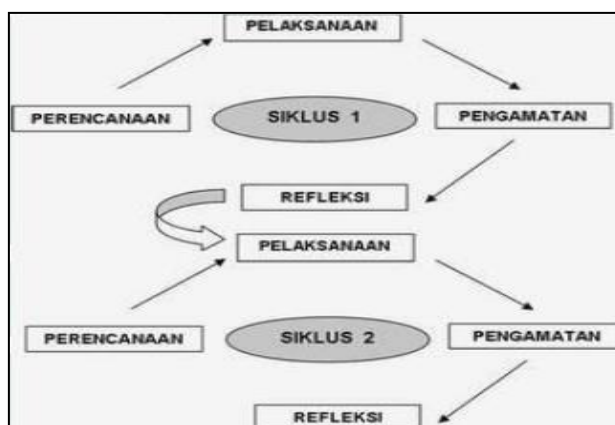 PELAKSANAAN
PERENCANAAN
SIKLUS 1
PENGAMATAN
REFLEKSI
PELAKSANAAN
PERENCANAAN
SIKLUS 2
PENGAMATAN
REFLEKSI